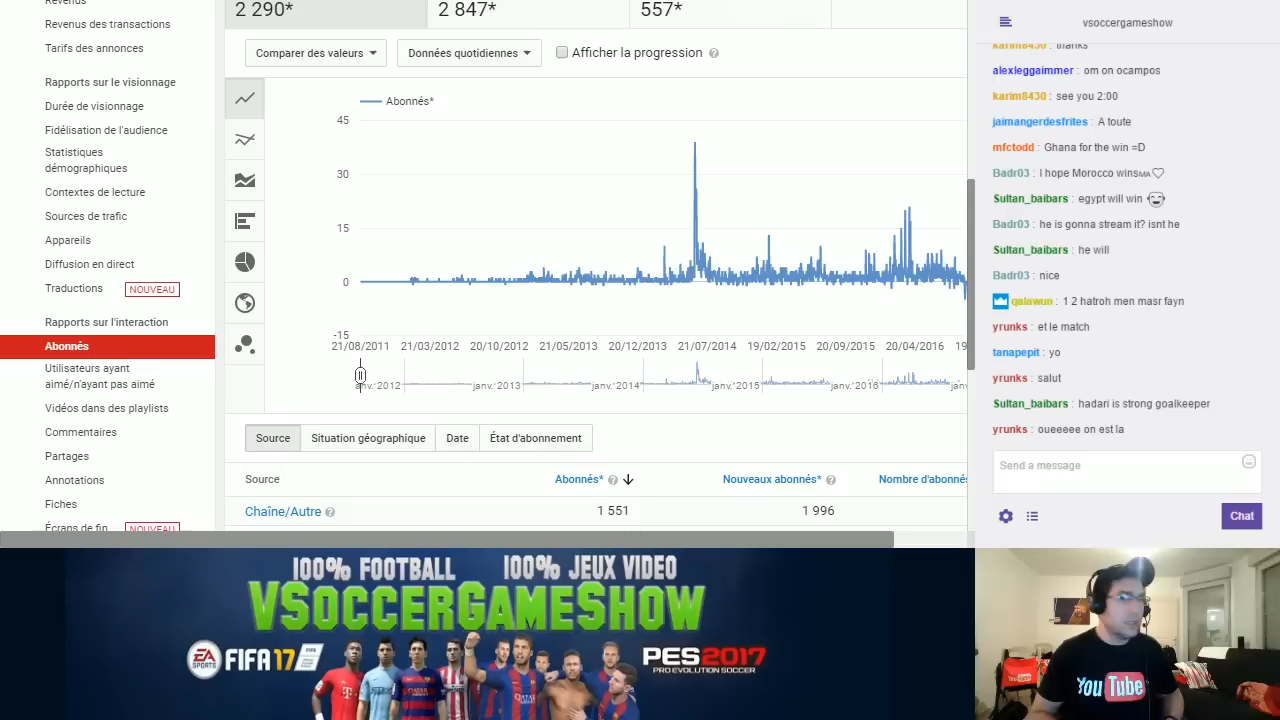 Revenus
Revenus des transactions
Tarifs des annonces
Rapports sur le visionnage
Durée de visionnage
Fidélisation de l'audience
Statistiques
démographiques
Contextes de lecture
Sources de trafic
Appareils
Diffusion en direct
Traductions NOUVEAU
Rapports sur l'interaction
Abonnés
Utilisateurs ayant
aimé/n'ayant pas aimé
Vidéos dans des playlists
Commentaires
Partages
Annotations
Fiches
Écrans de fin NOUVEAU
2 290* 2 847* 557*
Comparer des valeurs Données quotidiennes Afficher la progression
Abonnés*
45
30
15
0
-15
21/08/2011 21/03/2012 20/10/2012 21/05/2013 20/12/2013 21/07/2014 19/02/2015 20/09/2015 20/04/2016 19
janv. 2012 janv. 2013 janv. 2014 janv. 2015 janv. 2016
Source Situation géographique Date État d'abonnement
Source Abonnés* Nouveaux abonnés* Nombre d'abonnés
Chaîne/Autre 1 551 1 996
vsoccergameshow
karim8430 : thanks
alexleggaimmer : om on ocampos
karim8430 : see you 2:00
jaimangerdesfrites : A toute
mfctodd : Ghana for the win =D
Badr03 : I hope Morocco winsMA♡
Sultan_baibars : egypt will win
Badr03 : he is gonna stream it? isnt he
Sultan_baibars : he will
Badr03 : nice
qalawun : 1 2 hatroh men masr fayn
yrunks : et le match
tanapepit : yo
yrunks : salut
Sultan_baibars : hadari is strong goalkeeper
yrunks : oueeeee on est la
Send a message
Chat
100% FOOTBALL 100% JEUX VIDEO
VSOCCERGAMESHOW
EA SPORTS FIFA 17 PES2017
PRO EVOLUTION SOCCER
YouTube